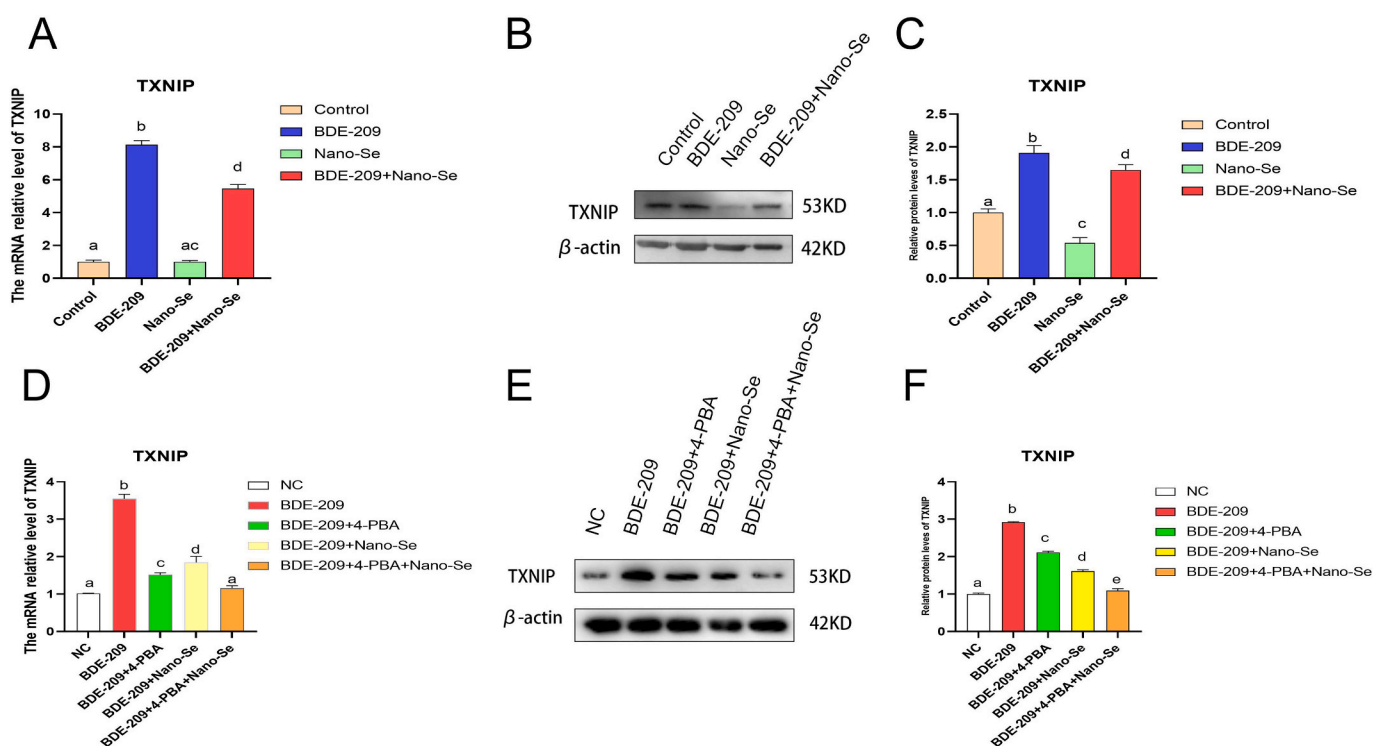 A
TXNIP
The mRNA relative level of TXNIP
10
8
6
4
2
0
a
b
ac
d
Control
BDE-209
Nano-Se
BDE-209+Nano-Se
Control
BDE-209
Nano-Se
BDE-209+Nano-Se
B
Control
BDE-209
Nano-Se
BDE-209+Nano-Se
TXNIP
53KD
β-actin
42KD
C
TXNIP
Relative protein levels of TXNIP
2.5
2.0
1.5
1.0
0.5
0.0
a
b
c
d
Control
BDE-209
Nano-Se
BDE-209+Nano-Se
Control
BDE-209
Nano-Se
BDE-209+Nano-Se
D
TXNIP
The mRNA relative level of TXNIP
4
3
2
1
0
a
b
c
d
a
NC
BDE-209
BDE-209+4-PBA
BDE-209+Nano-Se
BDE-209+4-PBA+Nano-Se
NC
BDE-209
BDE-209+4-PBA
BDE-209+Nano-Se
BDE-209+4-PBA+Nano-Se
E
NC
BDE-209
BDE-209+4-PBA
BDE-209+Nano-Se
BDE-209+4-PBA+Nano-Se
TXNIP
53KD
β-actin
42KD
F
TXNIP
Relative protein leves of TXNIP
4
3
2
1
0
a
b
c
d
e
NC
BDE-209
BDE-209+4-PBA
BDE-209+Nano-Se
BDE-209+4-PBA+Nano-Se
NC
BDE-209
BDE-209+4-PBA
BDE-209+Nano-Se
BDE-209+4-PBA+Nano-Se